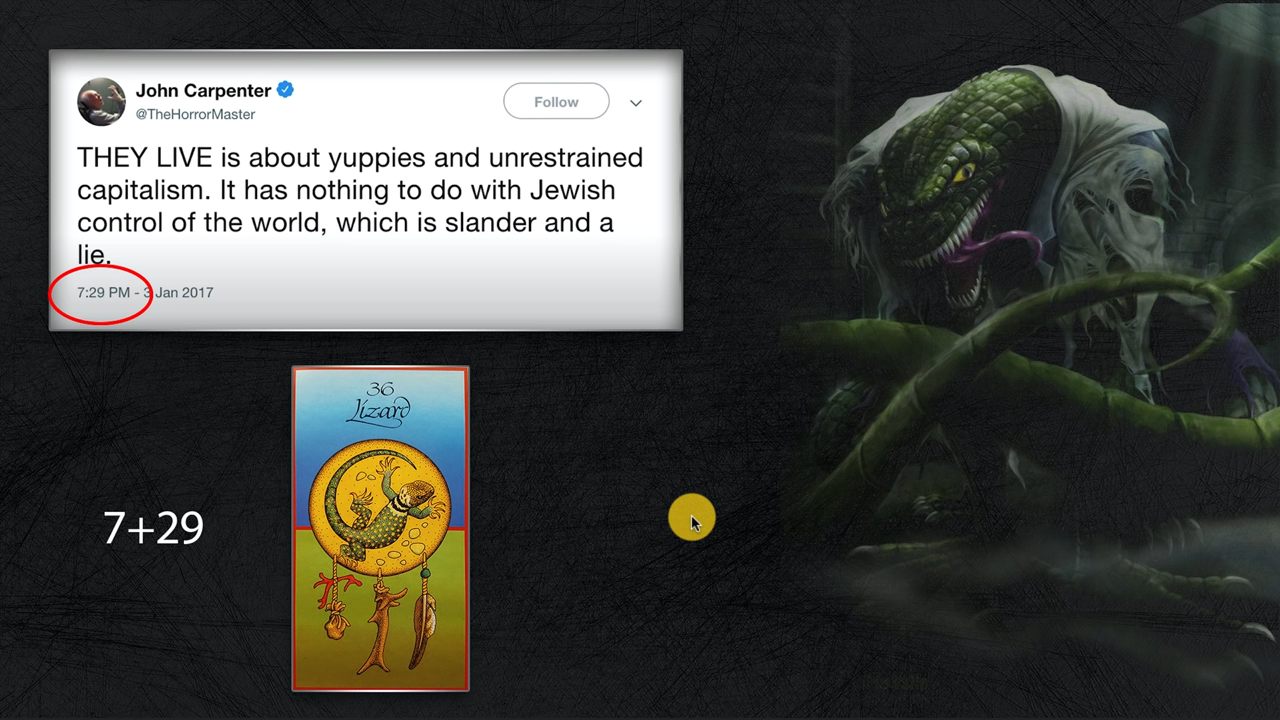 John Carpenter
@TheHorrorMaster
Follow
THEY LIVE is about yuppies and unrestrained
capitalism. It has nothing to do with Jewish
control of the world, which is slander and a
lie.
7:29 PM - 3 Jan 2017
36
Lizard
7+29